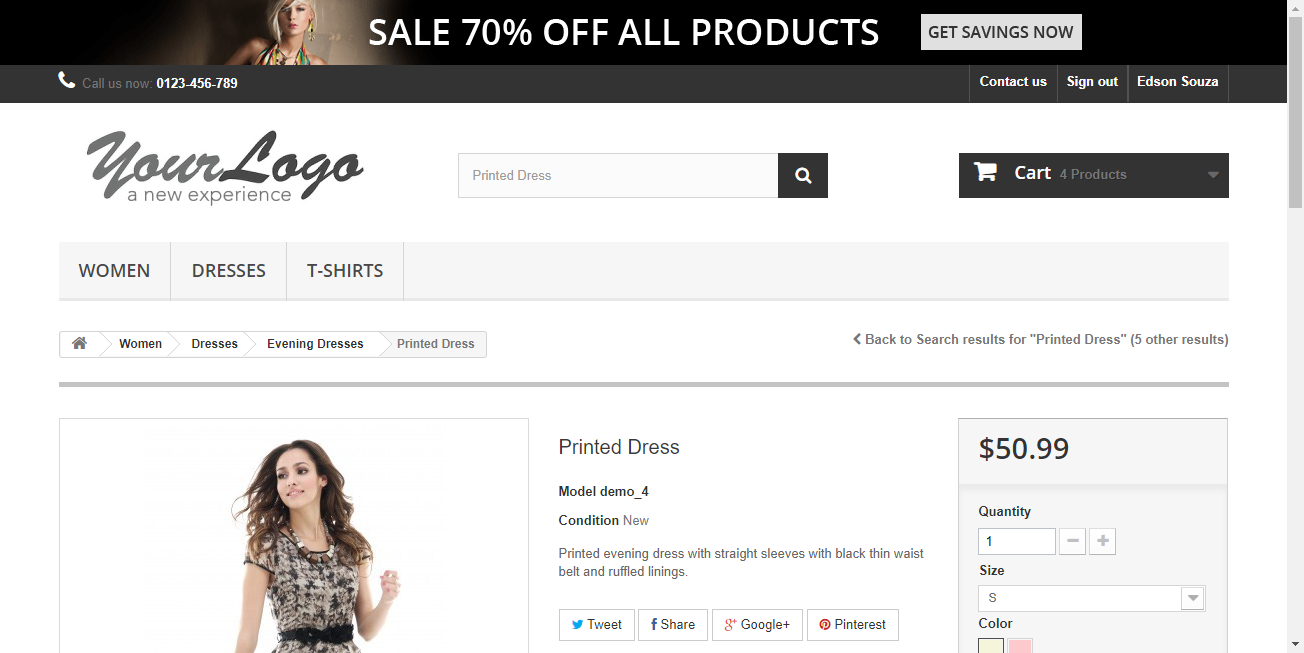 SALE 70% OFF ALL PRODUCTS GET SAVINGS NOW
Call us now: 0123-456-789 Contact us Sign out Edson Souza
YourLogo
a new experience
Printed Dress
Cart 4 Products
WOMEN DRESSES T-SHIRTS
Women Dresses Evening Dresses Printed Dress
Back to Search results for "Printed Dress" (5 other results)
Printed Dress
Model demo_4
Condition New
Printed evening dress with straight sleeves with black thin waist
belt and ruffled linings.
Tweet Share Google+ Pinterest
$50.99
Quantity
1
Size
S
Color